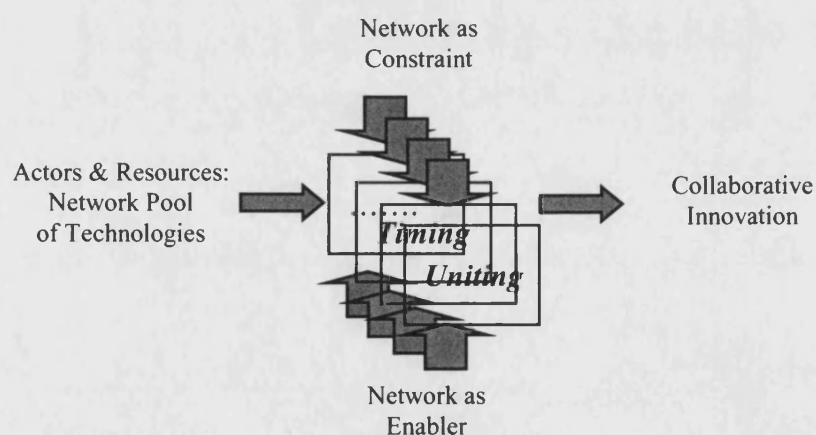 Network as
Constraint
Actors & Resources:
Network Pool
of Technologies
........
Timing
Uniting
Collaborative
Innovation
Network as
Enabler